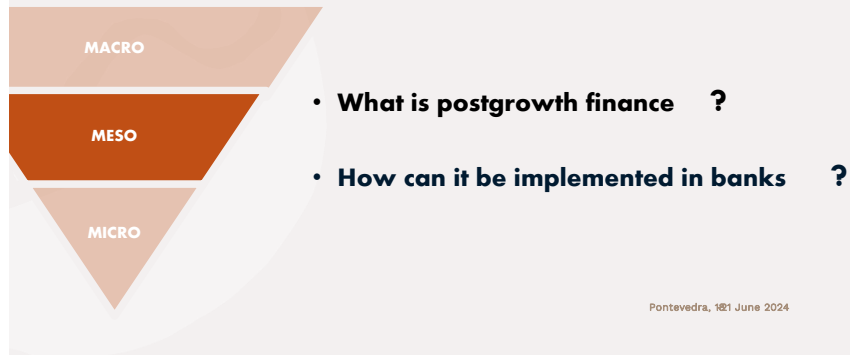 MACRO
• What is postgrowth finance ?
MESO
• How can it be implemented in banks ?
MICRO
Pontevedra, June 2024